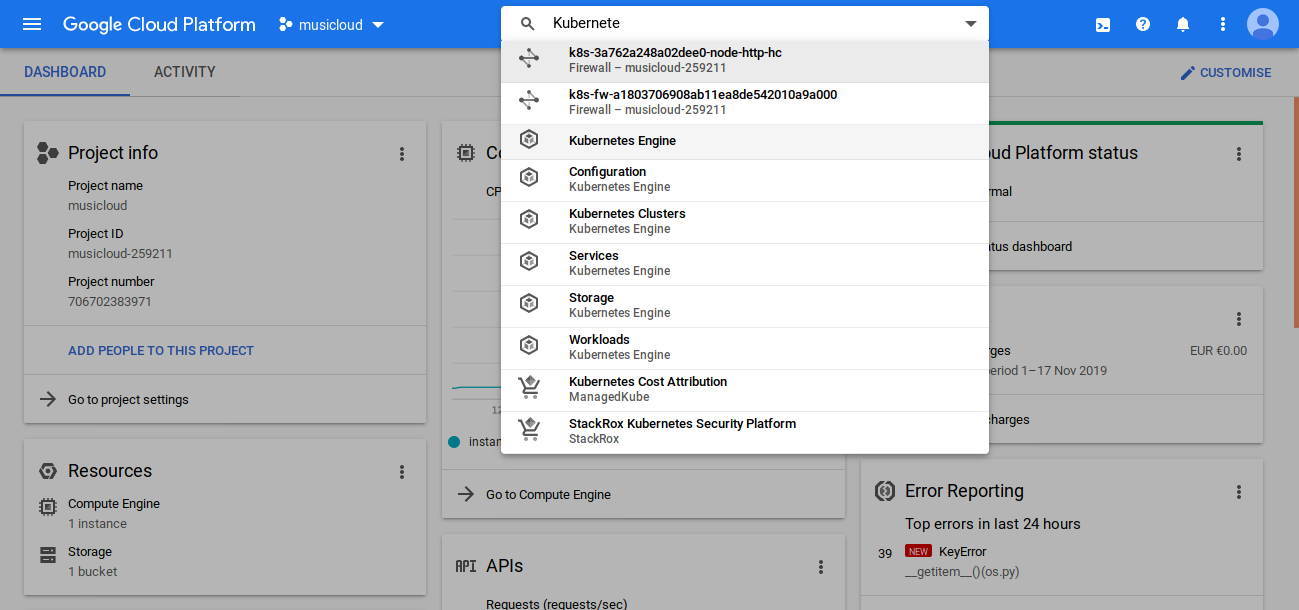 Google Cloud Platform
musicloud
Kubernete
DASHBOARD
ACTIVITY
CUSTOMISE
k8s-3a762a248a02dee0-node-http-hc
Firewall – musicloud-259211
k8s-fw-a1803706908ab11ea8de542010a9a000
Firewall – musicloud-259211
Kubernetes Engine
Configuration
Kubernetes Engine
Kubernetes Clusters
Kubernetes Engine
Services
Kubernetes Engine
Storage
Kubernetes Engine
Workloads
Kubernetes Engine
Kubernetes Cost Attribution
ManagedKube
StackRox Kubernetes Security Platform
StackRox
Project info
Project name
musicloud
Project ID
musicloud-259211
Project number
706702383971
ADD PEOPLE TO THIS PROJECT
Go to project settings
Resources
Compute Engine
1 instance
Storage
1 bucket
CP
12
instan
Go to Compute Engine
API APIs
Requests (requests/sec)
ud Platform status
rmal
tus dashboard
rges
EUR €0.00
eriod 1–17 Nov 2019
charges
Error Reporting
Top errors in last 24 hours
39 NEW KeyError
__getitem__()(os.py)